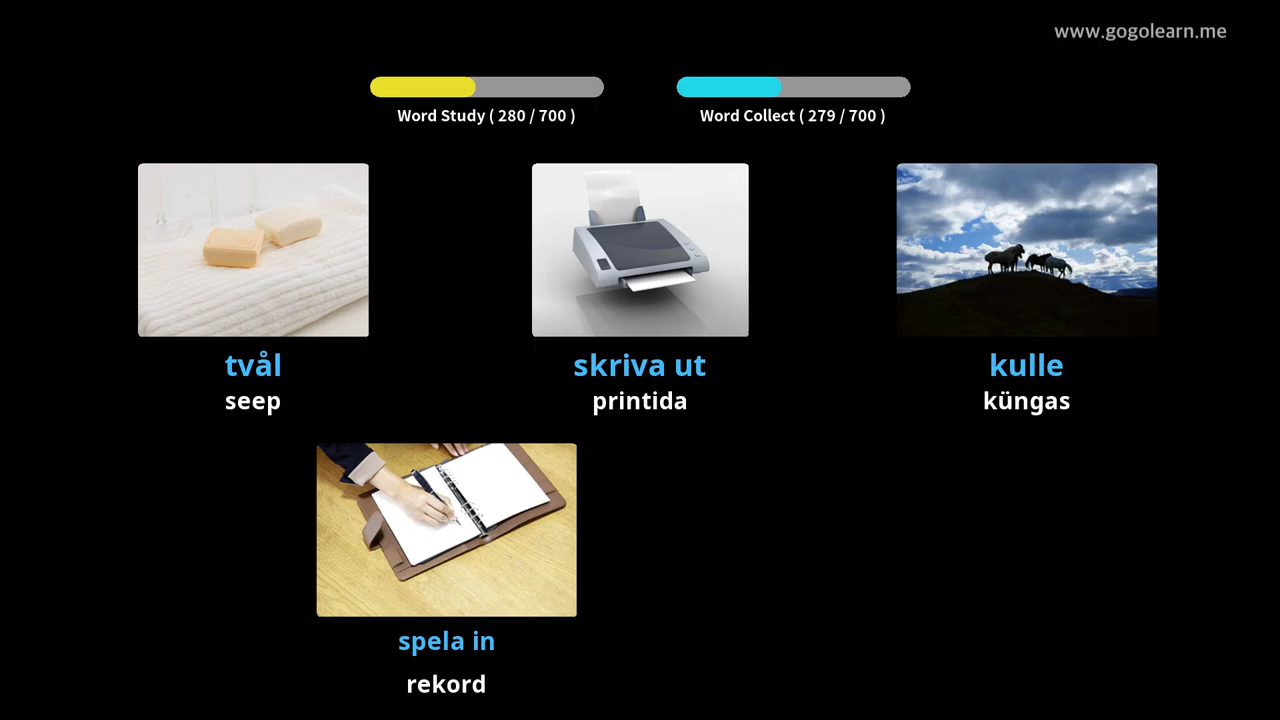 www.gogolearn.me
Word Study ( 280 / 700 )
Word Collect ( 279 / 700 )
tvål
seep
skriva ut
printida
kulle
küngas
spela in
rekord